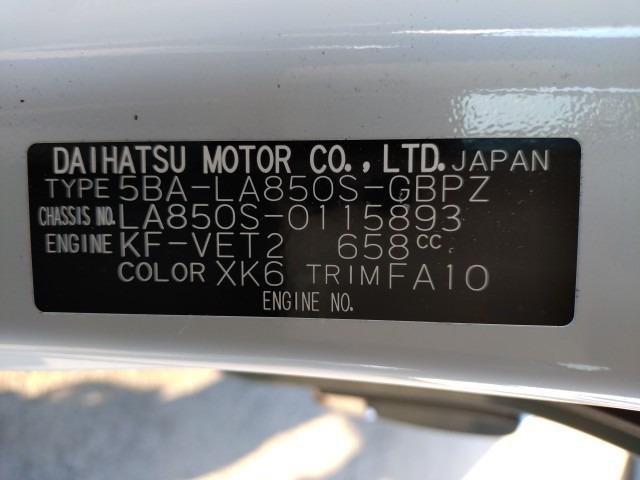 DAIHATSU MOTOR CO., LTD. JAPAN
TYPE 5BA-LA850S-GBPZ
CHASSIS NO. LA850S-0115893
ENGINE KF-VET2 658CC
COLOR XK6 TRIM FA10
ENGINE NO.